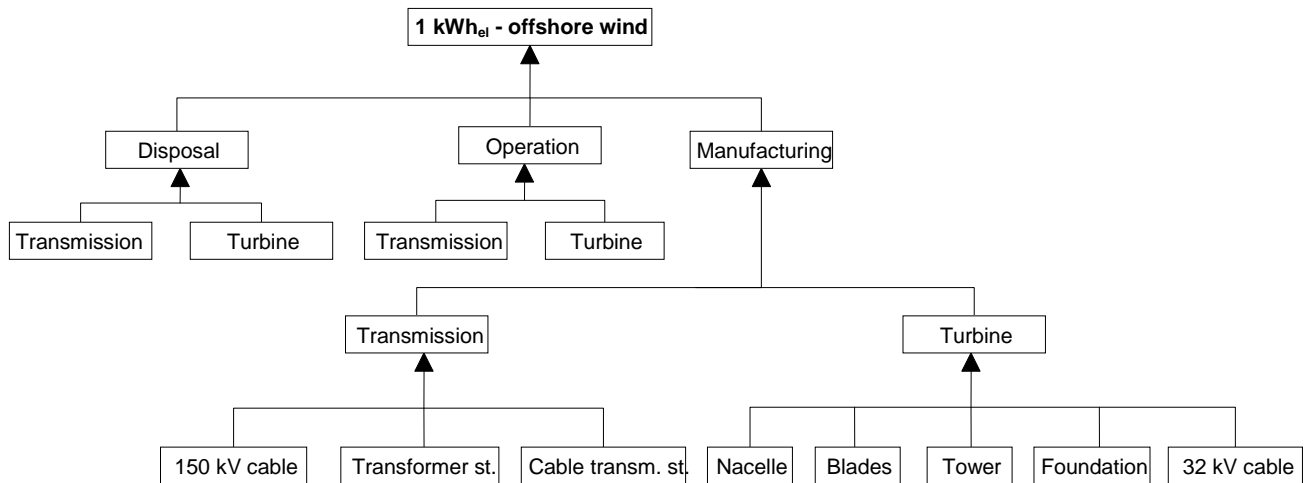 1 kWhel - offshore wind
Disposal
Operation
Manufacturing
Transmission
Turbine
Transmission
Turbine
Transmission
Turbine
150 kV cable
Transformer st.
Cable transm. st.
Nacelle
Blades
Tower
Foundation
32 kV cable